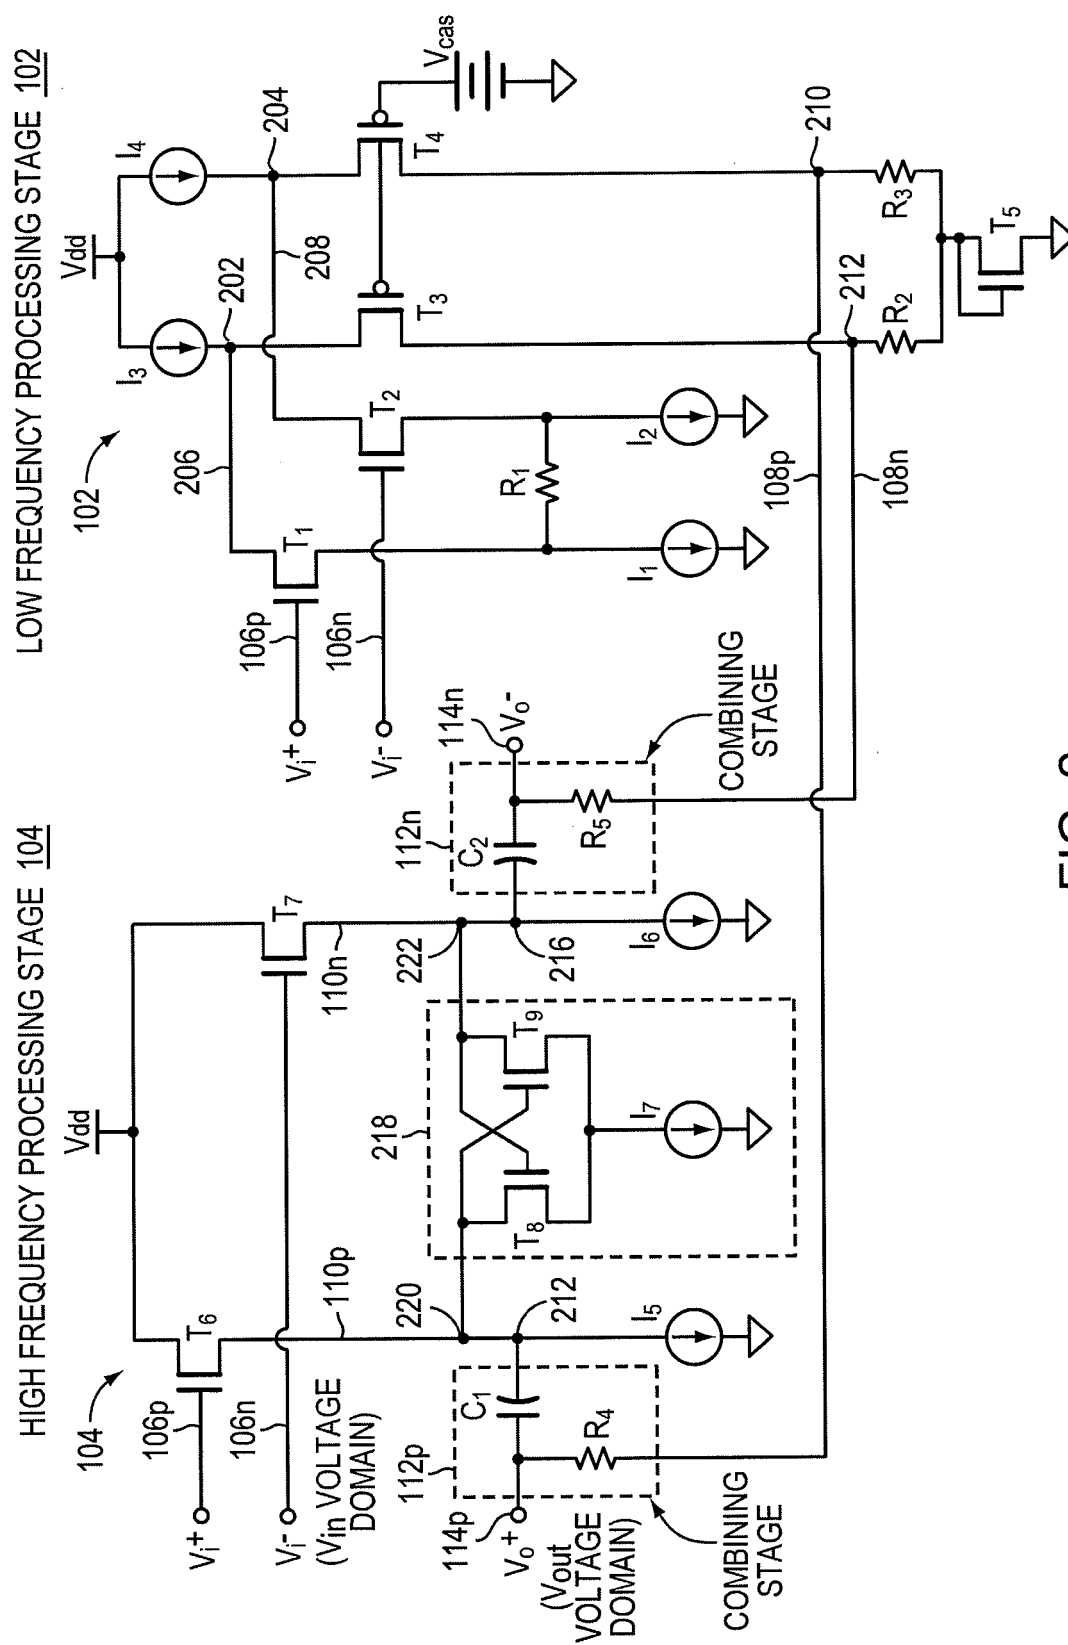 HIGH FREQUENCY PROCESSING STAGE 104
104
Vdd
Vi+
106p
T6
Vi-
106n
(Vin VOLTAGE
DOMAIN)
110p
T7
110n
220
212
218
T8
T9
I7
222
216
I5
I6
112p
C1
R4
114p
Vo+
(Vout
VOLTAGE
DOMAIN)
COMBINING
STAGE
112n
C2
R5
114n
Vo-
COMBINING
STAGE
LOW FREQUENCY PROCESSING STAGE 102
102
Vdd
I3
I4
202
204
206
208
Vi+
106p
T1
Vi-
106n
T2
T3
T4
Vcas
R1
I1
I2
108p
108n
210
212
R2
R3
T5